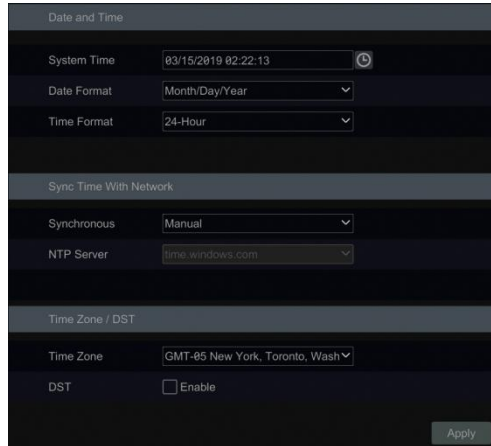 Date and Time
System Time 03/15/2019 02:22:13
Date Format Month/Day/Year
Time Format 24-Hour
Sync Time With Network
Synchronous Manual
NTP Server time.windows.com
Time Zone / DST
Time Zone GMT-05 New York, Toronto, Wash
DST Enable
Apply